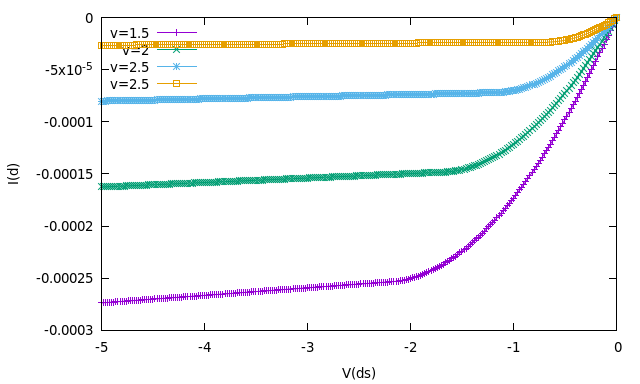 0
-5x10⁻⁵
-0.0001
-0.00015
-0.0002
-0.00025
-0.0003
I(d)
v=1.5
v=2
v=2.5
v=2.5
-5 -4 -3 -2 -1 0
V(ds)